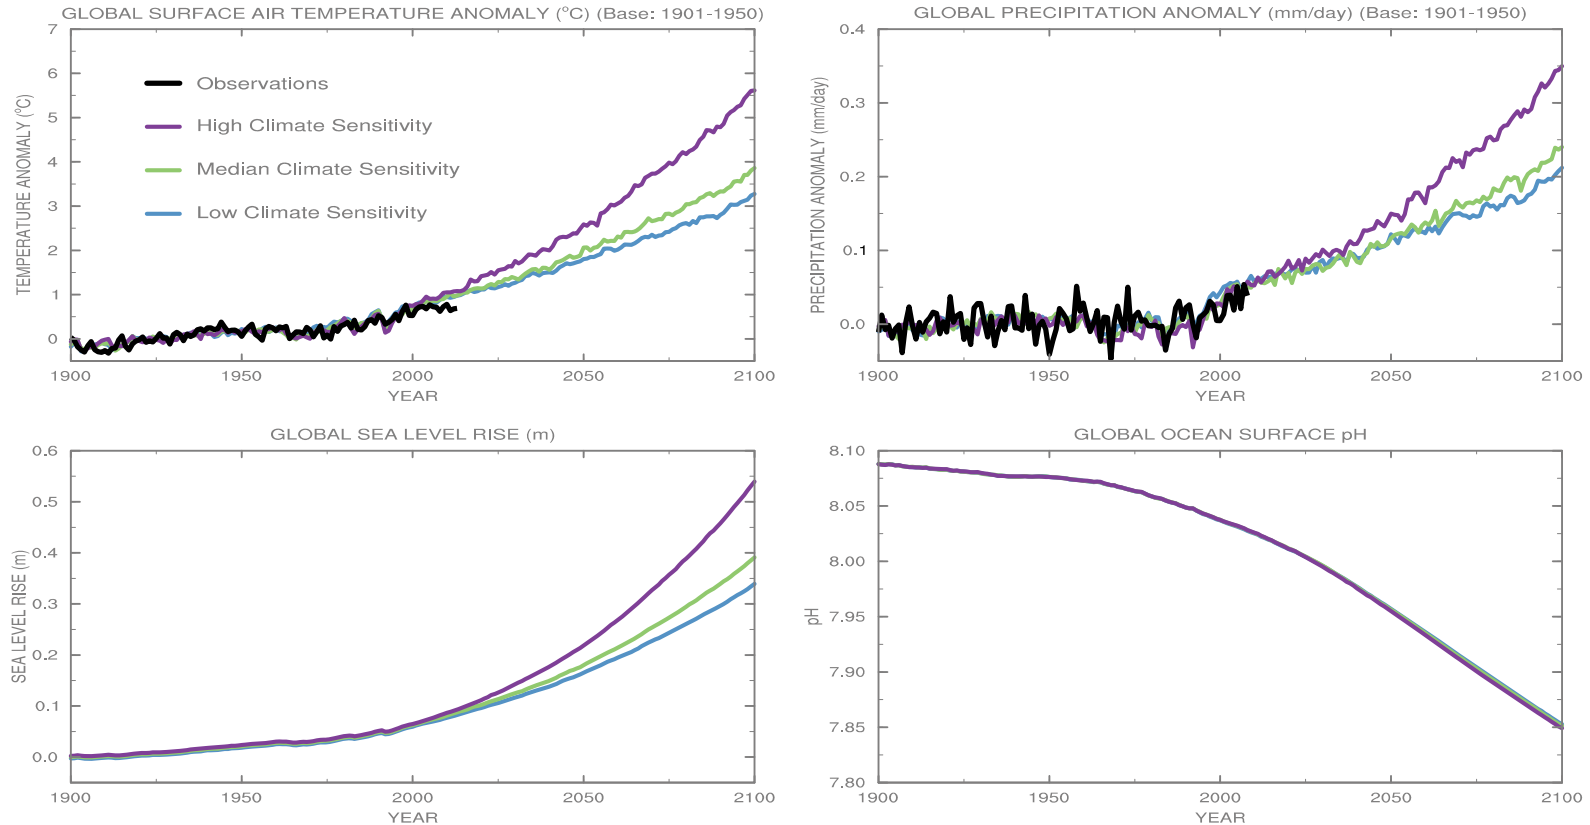 GLOBAL SURFACE AIR TEMPERATURE ANOMALY (°C) (Base: 1901-1950)
7
6
5
4
3
2
1
0
TEMPERATURE ANOMALY (°C)
Observations
High Climate Sensitivity
Median Climate Sensitivity
Low Climate Sensitivity
1900
1950
2000
2050
2100
YEAR
GLOBAL PRECIPITATION ANOMALY (mm/day) (Base: 1901-1950)
0.4
0.3
0.2
0.1
0.0
PRECIPITATION ANOMALY (mm/day)
1900
1950
2000
2050
2100
YEAR
GLOBAL SEA LEVEL RISE (m)
0.6
0.5
0.4
0.3
0.2
0.1
0.0
SEA LEVEL RISE (m)
1900
1950
2000
2050
2100
YEAR
GLOBAL OCEAN SURFACE pH
8.10
8.05
8.00
7.95
7.90
7.85
7.80
pH
1900
1950
2000
2050
2100
YEAR